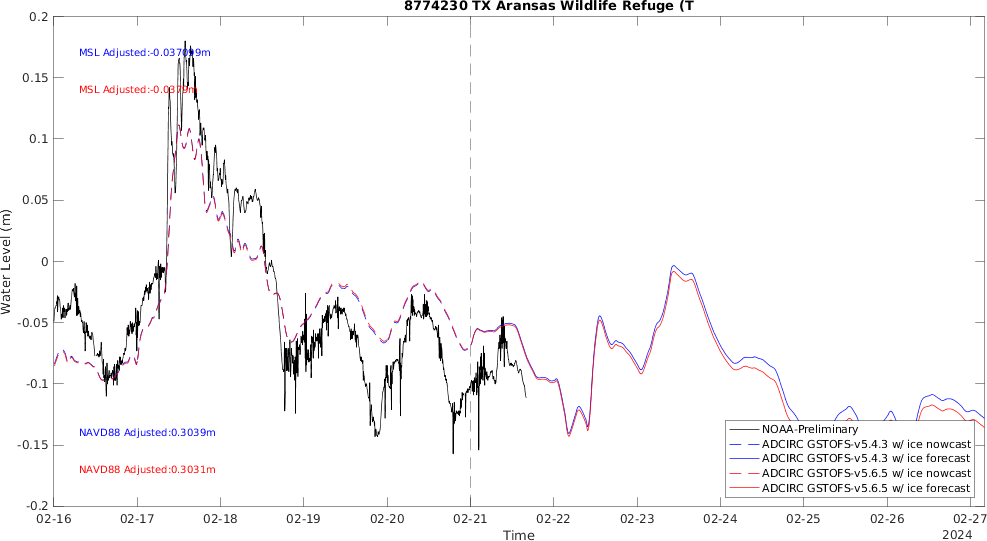 8774230 TX Aransas Wildlife Refuge (T
0.2
0.15
0.1
0.05
0
-0.05
-0.1
-0.15
-0.2
Water Level (m)
MSL Adjusted:-0.037099m
MSL Adjusted:-0.0379m
NAVD88 Adjusted:0.3039m
NAVD88 Adjusted:0.3031m
NOAA-Preliminary
ADCIRC GSTOFS-v5.4.3 w/ ice nowcast
ADCIRC GSTOFS-v5.4.3 w/ ice forecast
ADCIRC GSTOFS-v5.6.5 w/ ice nowcast
ADCIRC GSTOFS-v5.6.5 w/ ice forecast
02-16 02-17 02-18 02-19 02-20 02-21 02-22 02-23 02-24 02-25 02-26 02-27
Time
2024